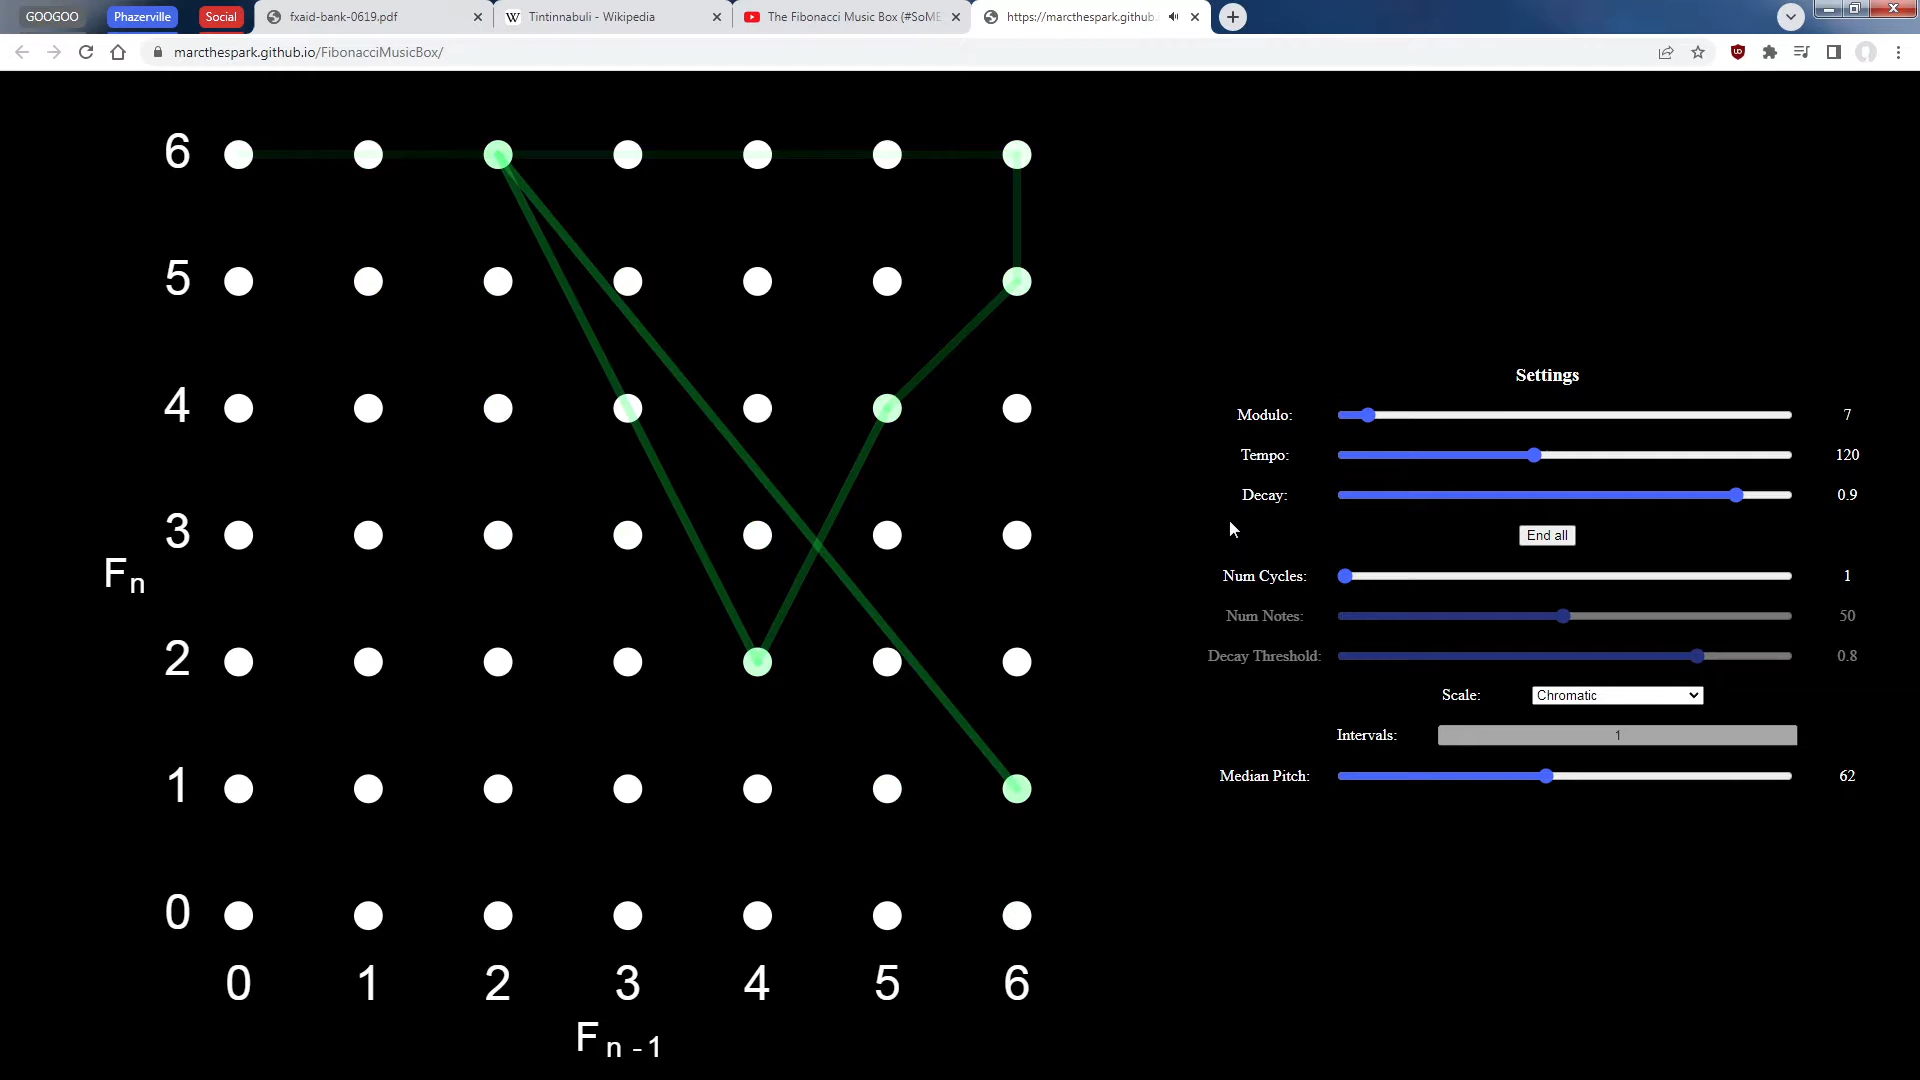 GOOGOO Phazerville Social fxaid-bank-0619.pdf Tintinnabuli - Wikipedia The Fibonacci Music Box (#SoME https://marcthespark.github.i
marcthespark.github.io/FibonacciMusicBox/
6
5
4
3
2
1
0
Fn
0 1 2 3 4 5 6
Fn-1
Settings
Modulo: 7
Tempo: 120
Decay: 0.9
End all
Num Cycles: 1
Num Notes: 50
Decay Threshold: 0.8
Scale: Chromatic
Intervals: 1
Median Pitch: 62